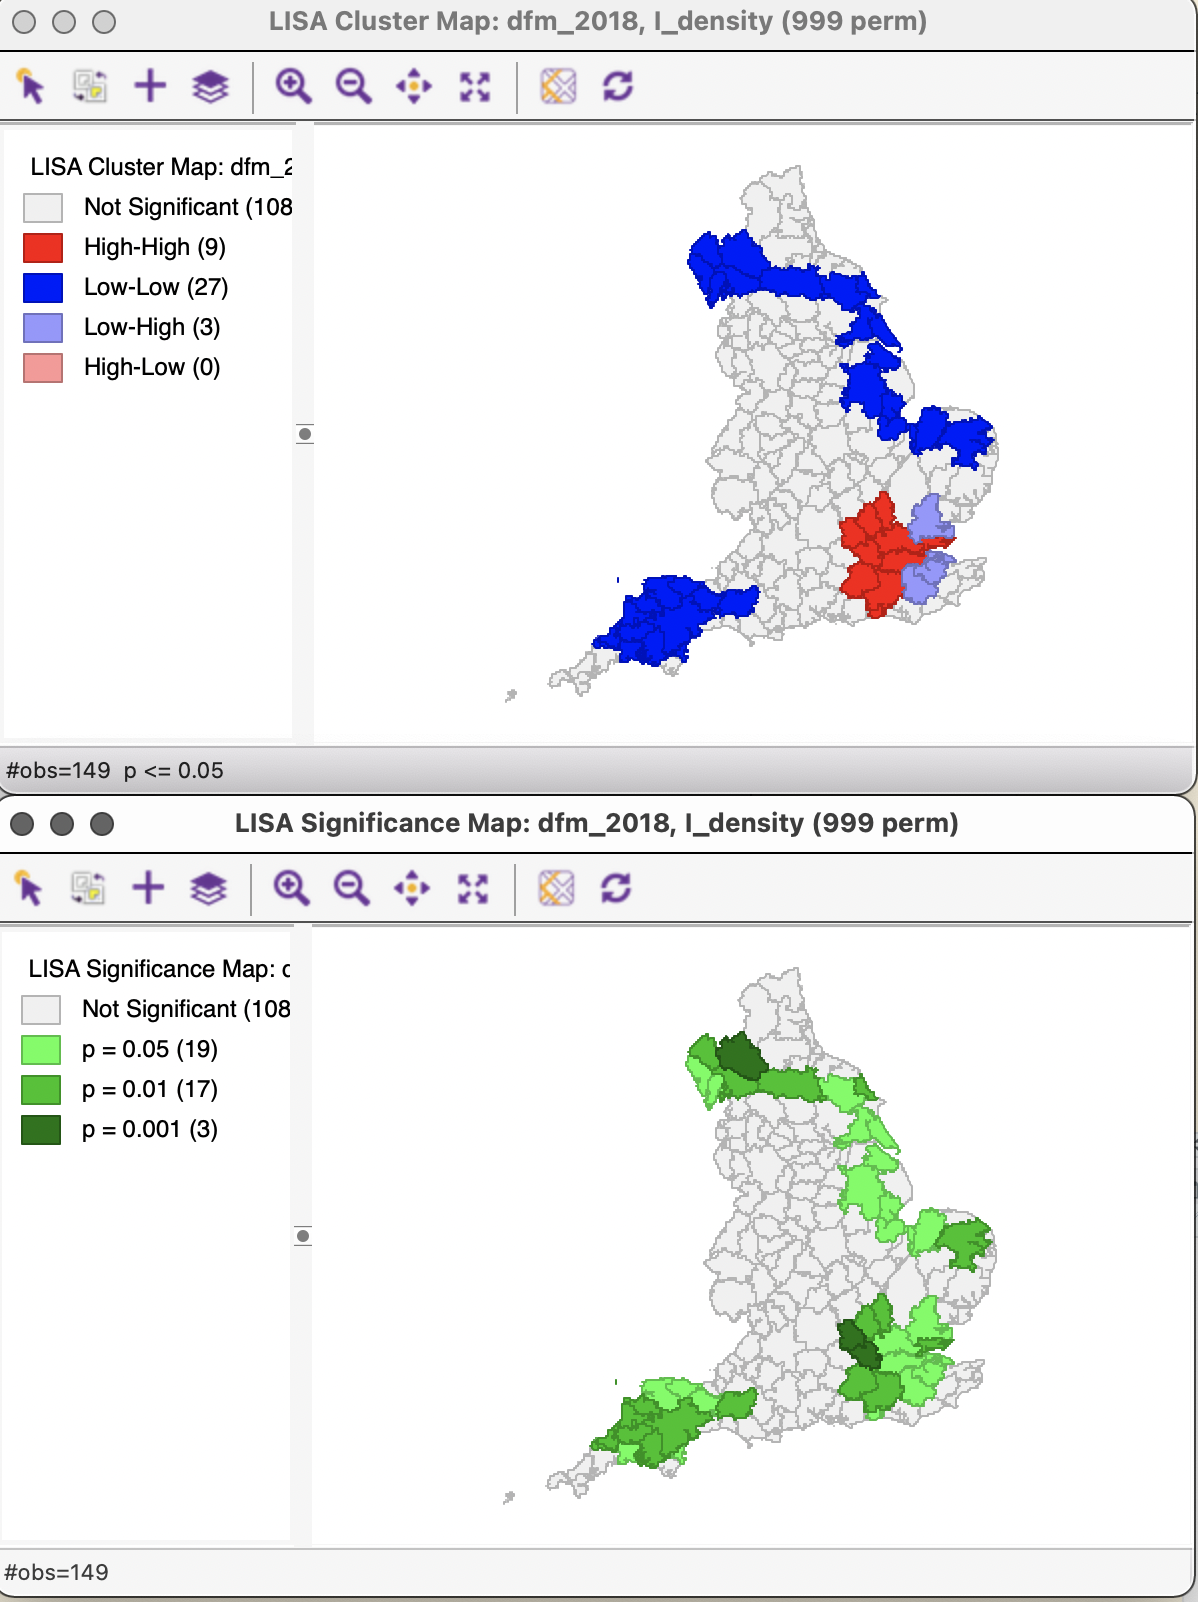 LISA Cluster Map: dfm_2018, I_density (999 perm)
LISA Cluster Map: dfm_2
Not Significant (108
High-High (9)
Low-Low (27)
Low-High (3)
High-Low (0)
#obs=149 p <= 0.05
LISA Significance Map: dfm_2018, I_density (999 perm)
LISA Significance Map: d
Not Significant (108
p = 0.05 (19)
p = 0.01 (17)
p = 0.001 (3)
#obs=149